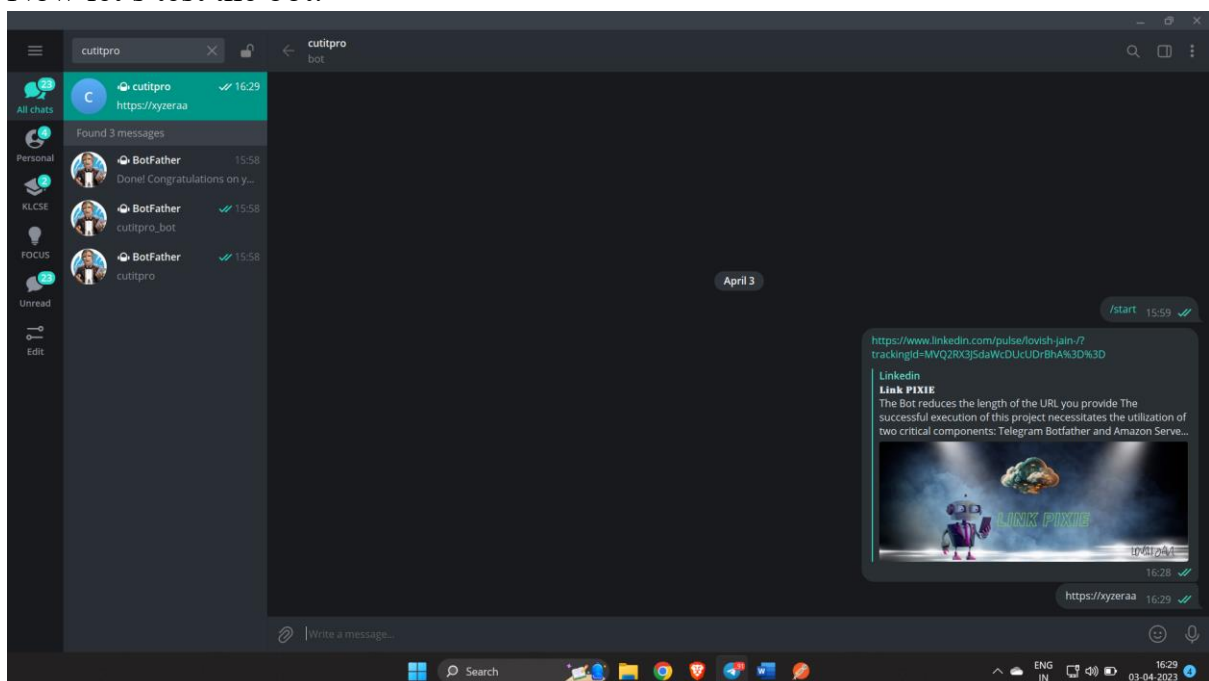 cutitpro
cutitpro
bot
All chats
23
C
cutitpro
16:29
https://xyzeraa
Found 3 messages
Personal
4
BotFather
15:58
Done! Congratulations on y...
KLCSE
2
BotFather
15:58
cutitpro_bot
FOCUS
BotFather
15:58
cutitpro
Unread
23
Edit
April 3
/start 15:59
https://www.linkedin.com/pulse/lovish-jain-/?
trackingId=MVQ2RX3JSdaWcDUcUDrBhA%3D%3D
Linkedin
Link PIXIE
The Bot reduces the length of the URL you provide The
successful execution of this project necessitates the utilization of
two critical components: Telegram Botfather and Amazon Serve...
LINK PIXIE
16:28
https://xyzeraa 16:29
Write a message...
Search
ENG
IN
16:29
03-04-2023
4